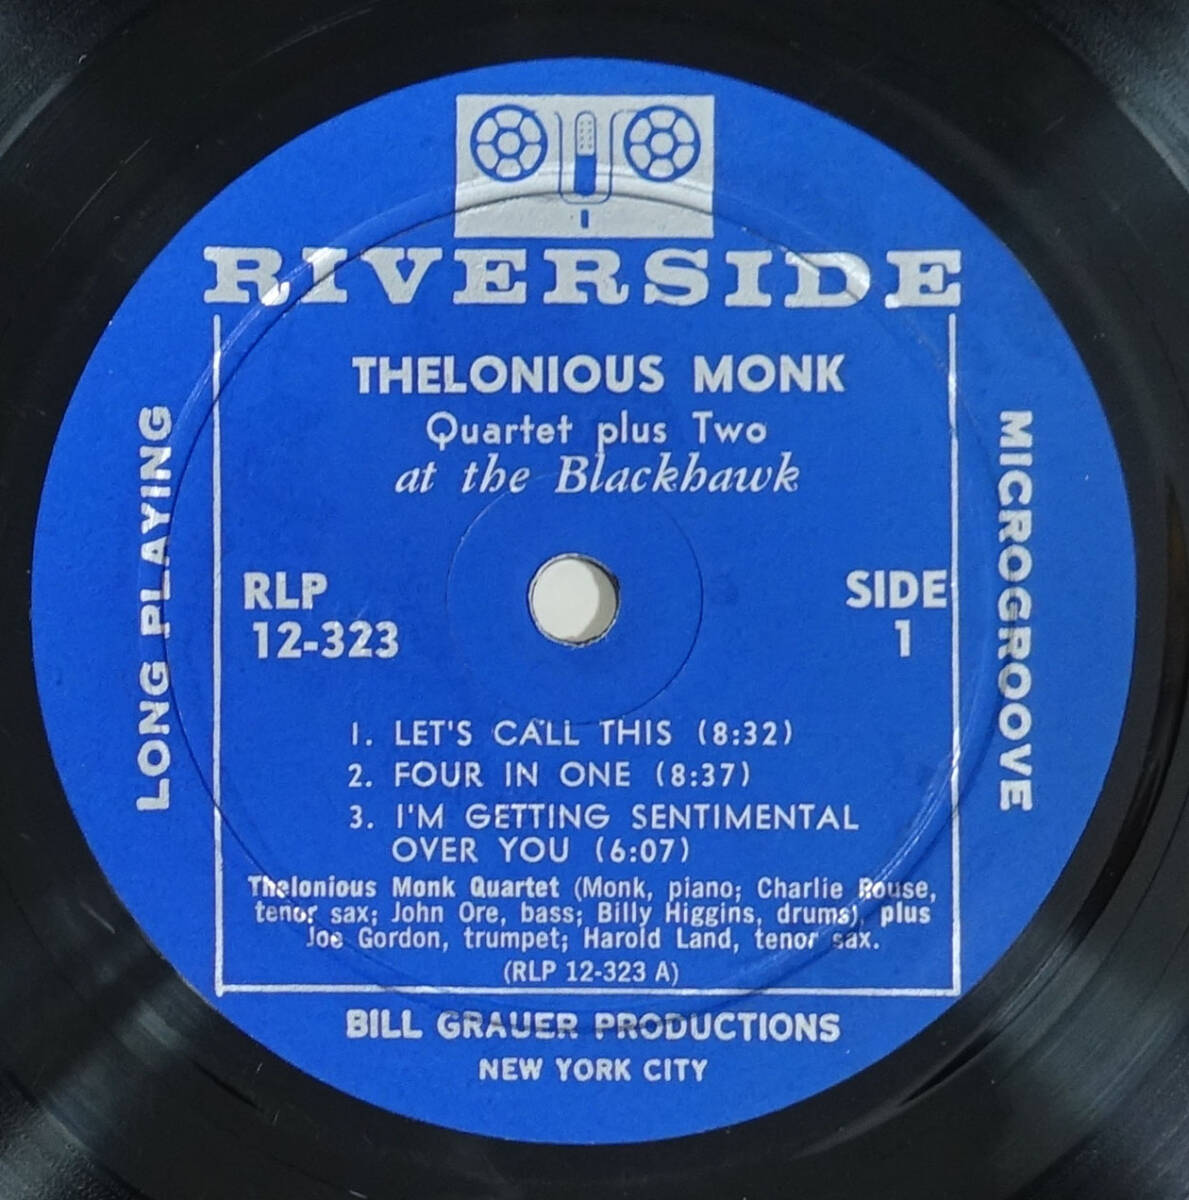 RIVERSIDE
THELONIOUS MONK
Quartet plus Two
at the Blackhawk
LONG PLAYING
MICROGROOVE
RLP
12-323
SIDE
1
1. LET'S CALL THIS (8:32)
2. FOUR IN ONE (8:37)
3. I'M GETTING SENTIMENTAL
OVER YOU (6:07)
Thelonious Monk Quartet (Monk, piano; Charlie Rouse,
tenor sax; John Ore, bass; Billy Higgins, drums), plus
Joe Gordon, trumpet; Harold Land, tenor sax.
(RLP 12-323 A)
BILL GRAUER PRODUCTIONS
NEW YORK CITY